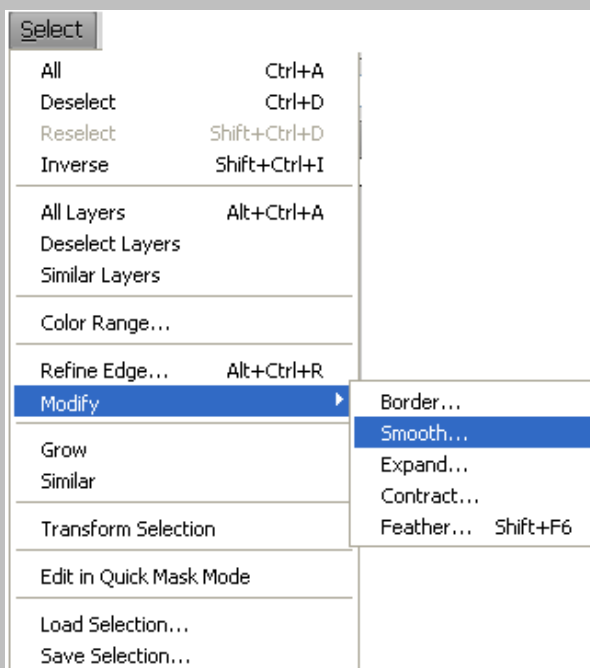 Select
All Ctrl+A
Deselect Ctrl+D
Reselect Shift+Ctrl+D
Inverse Shift+Ctrl+I
All Layers Alt+Ctrl+A
Deselect Layers
Similar Layers
Color Range...
Refine Edge... Alt+Ctrl+R
Modify
Border...
Smooth...
Expand...
Contract...
Feather... Shift+F6
Grow
Similar
Transform Selection
Edit in Quick Mask Mode
Load Selection...
Save Selection...